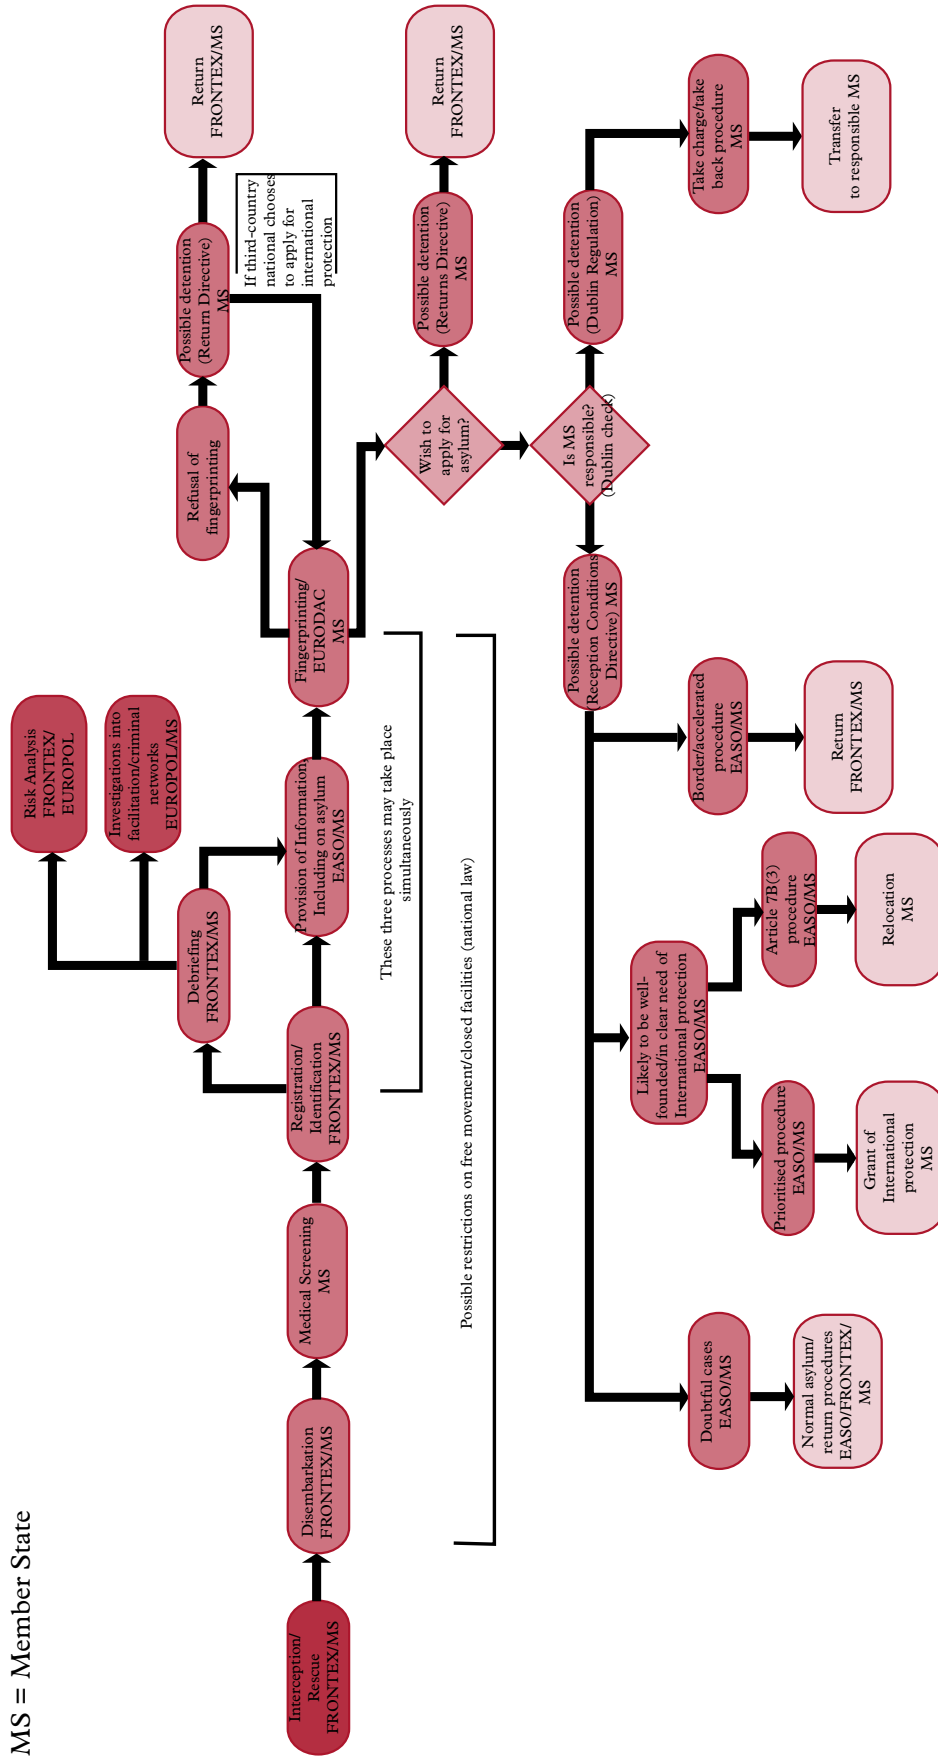 MS = Member State
Interception/
Rescue
FRONTEX/MS
Disembarkation
FRONTEX/MS
Medical Screening
MS
Registration/
Identification
FRONTEX/MS
Debriefing
FRONTEX/MS
Risk Analysis
FRONTEX/
EUROPOL
Investigations into
facilitation/criminal
networks
EUROPOL/MS
Provision of Information,
Including on asylum
EASO/MS
Fingerprinting/
EURODAC
MS
These three processes may take place
simultaneously
Possible restrictions on free movement/closed facilities (national law)
Refusal of
fingerprinting
Possible detention
(Return Directive)
MS
Return
FRONTEX/MS
If third-country
national chooses
to apply for
international
protection
Wish to
apply for
asylum?
Possible detention
(Returns Directive)
MS
Return
FRONTEX/MS
Is MS
responsible?
(Dublin check)
Possible detention
(Dublin Regulation)
MS
Take charge/take
back procedure
MS
Transfer
to responsible MS
Possible detention
(Reception Conditions
Directive) MS
Border/accelerated
procedure
EASO/MS
Return
FRONTEX/MS
Likely to be well-
founded/in clear need of
International protection
EASO/MS
Article 7B(3)
procedure
EASO/MS
Relocation
MS
Prioritised procedure
EASO/MS
Grant of
International
protection
MS
Doubtful cases
EASO/MS
Normal asylum/
return procedures
EASO/FRONTEX/
MS